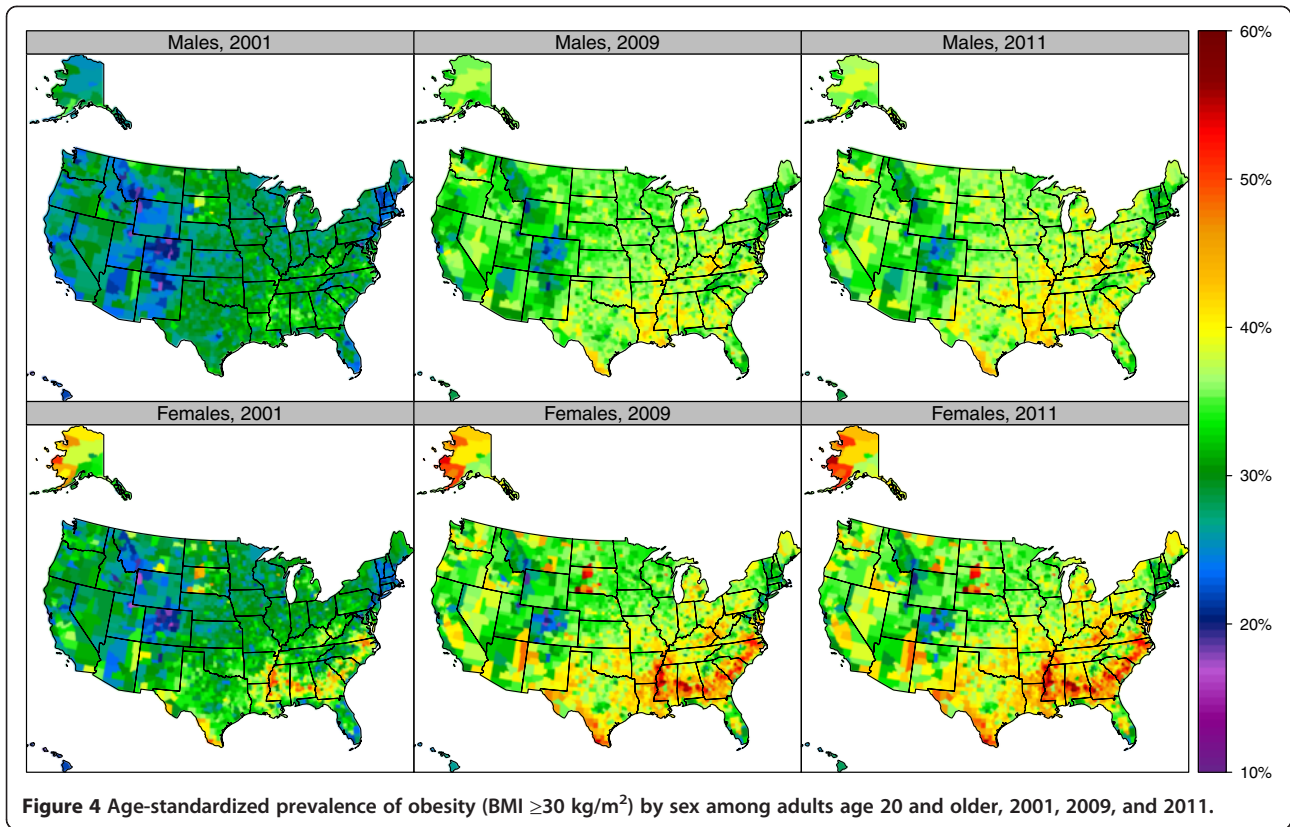 Males, 2001
Males, 2009
Males, 2011
60%
50%
40%
30%
20%
10%
Females, 2001
Females, 2009
Females, 2011
Figure 4 Age-standardized prevalence of obesity (BMI ≥30 kg/m²) by sex among adults age 20 and older, 2001, 2009, and 2011.